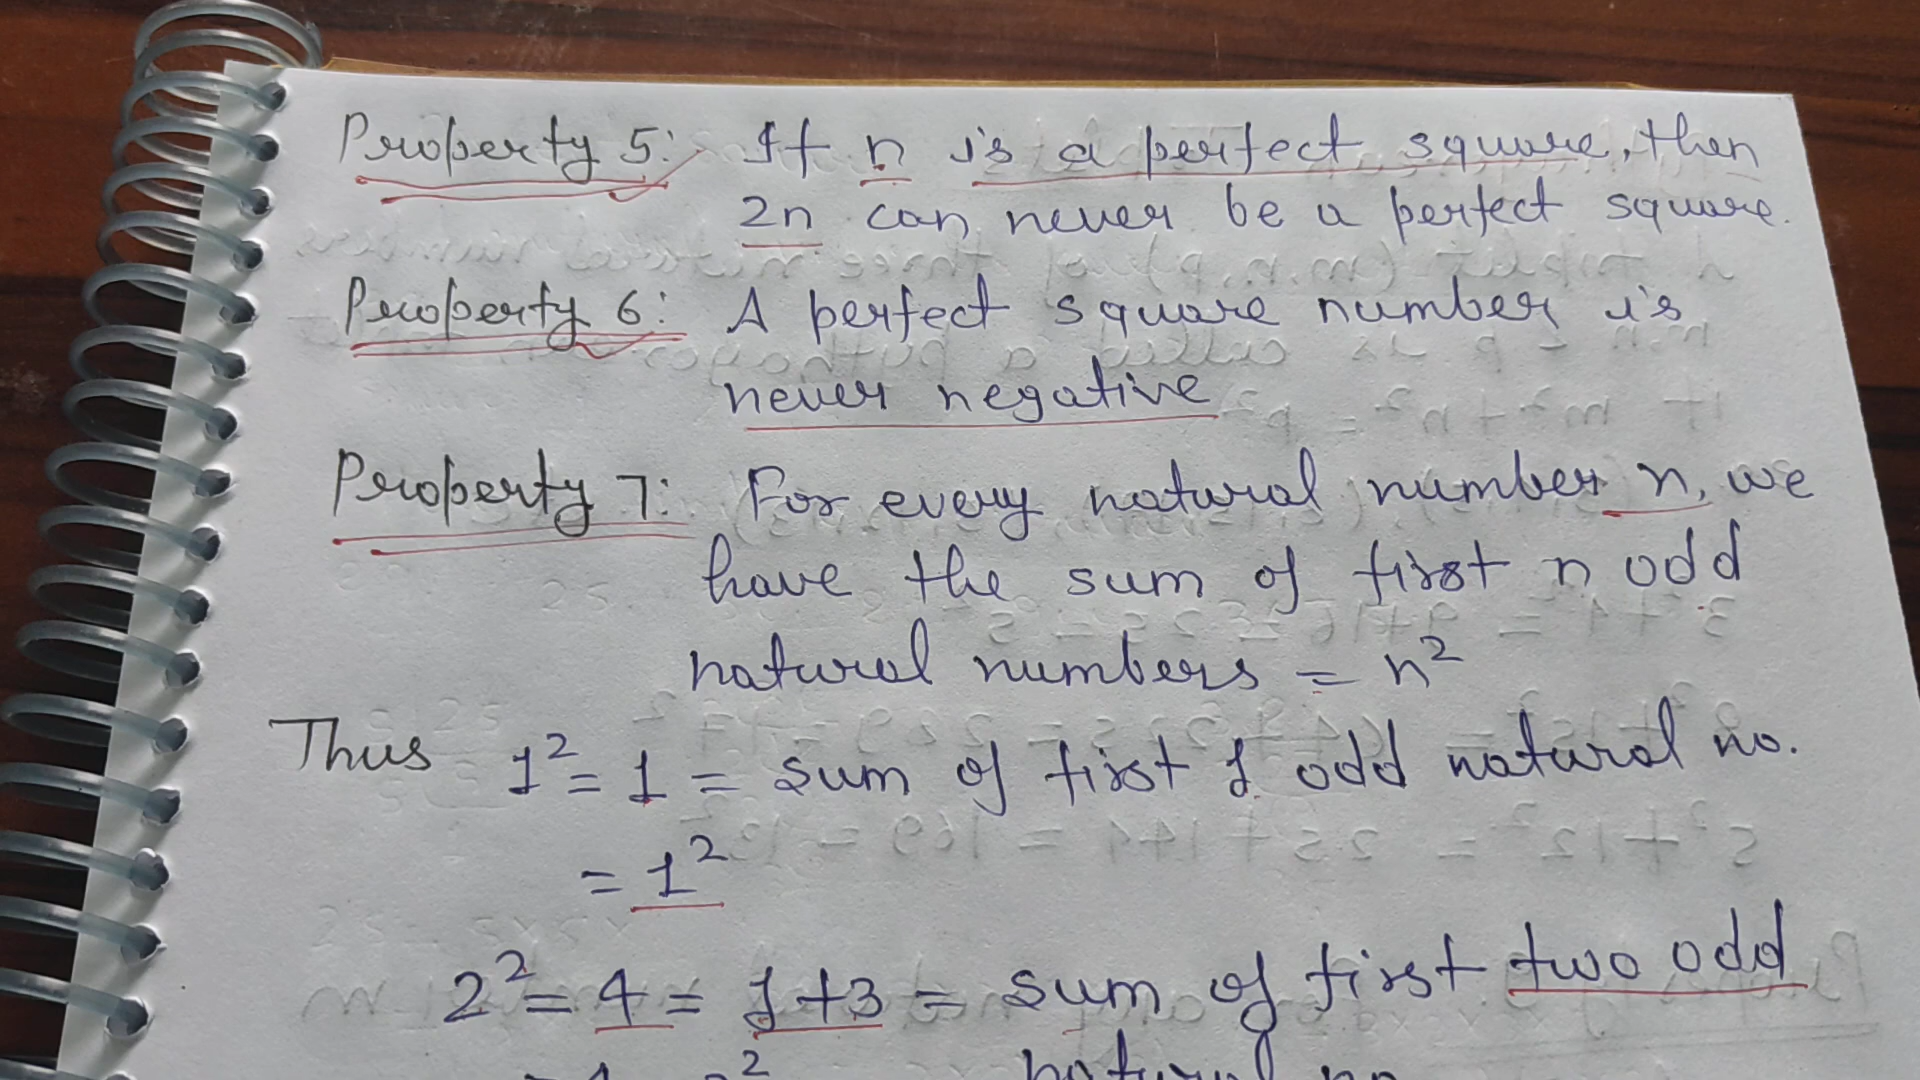 Property 5: If n is a perfect square, then
2n can never be a perfect square.
Property 6: A perfect square number is
never negative
Property 7: For every natural number n, we
have the sum of first n odd
natural numbers = n²
Thus 1² = 1 = sum of first 1 odd natural no.
= 1²
2² = 4 = 1+3 = sum of first two odd
natural no